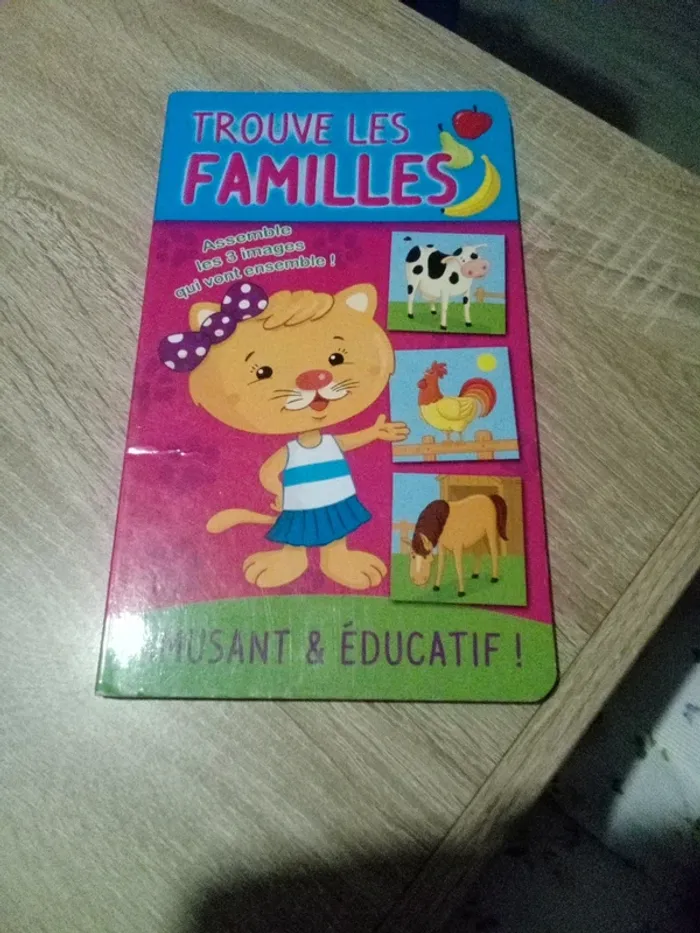 TROUVE LES
FAMILLES
Assemble
les 3 images
qui vont ensemble !
AMUSANT & ÉDUCATIF !